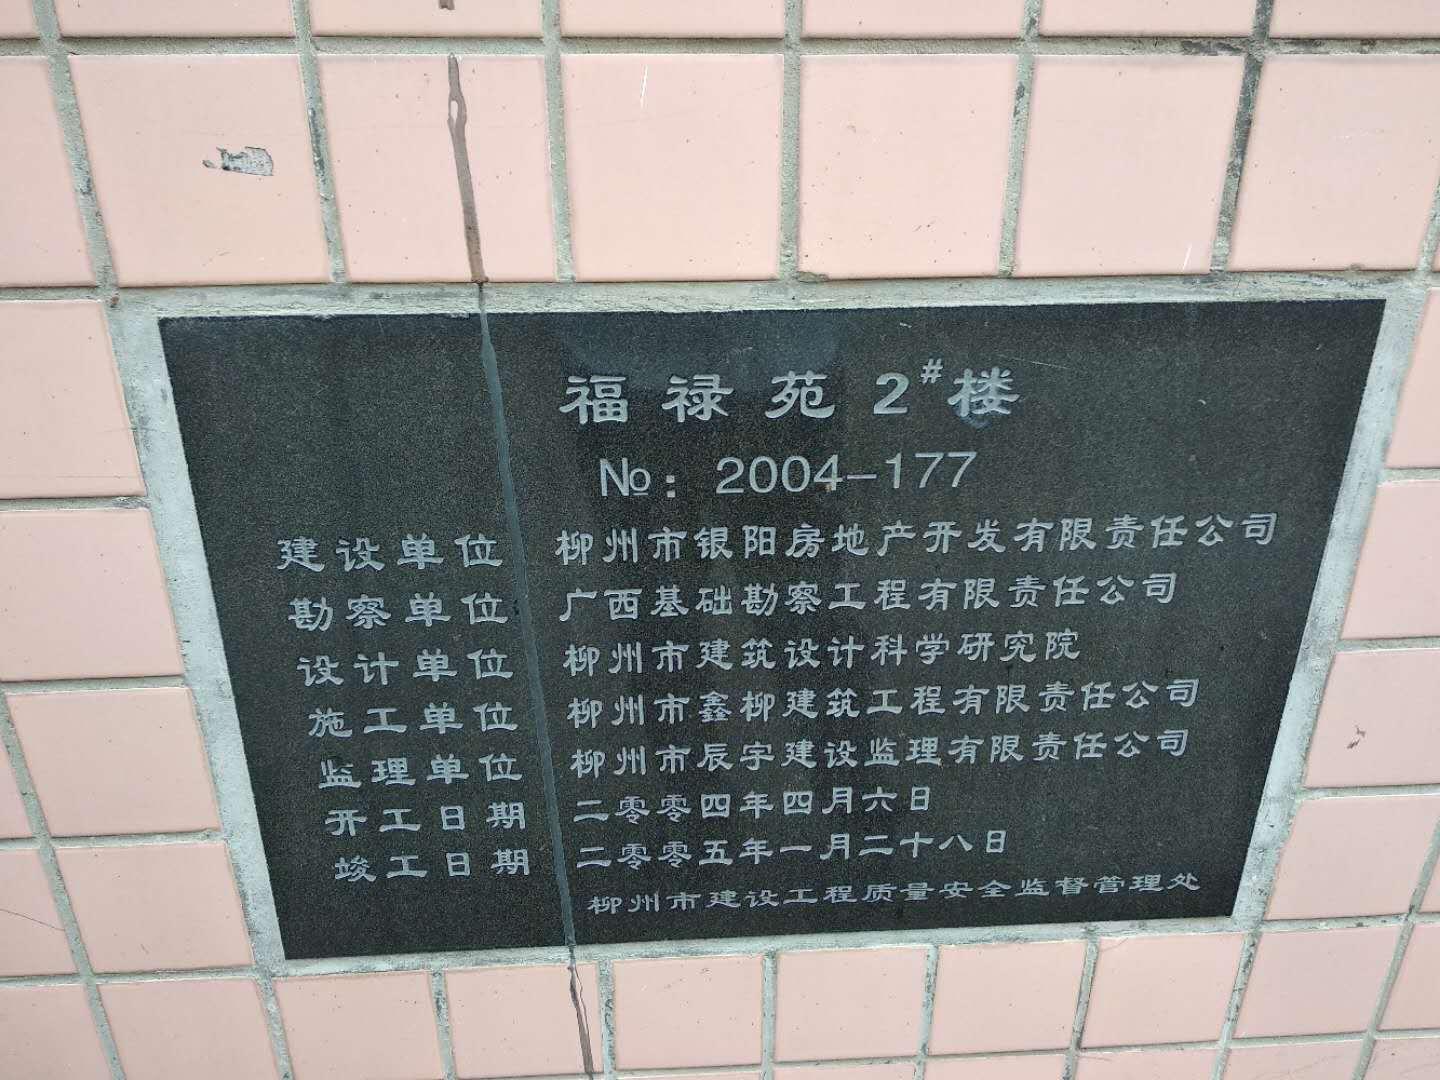 福禄苑2#楼
№：2004-177
建设单位 柳州市银阳房地产开发有限责任公司
勘察单位 广西基础勘察工程有限责任公司
设计单位 柳州市建筑设计科学研究院
施工单位 柳州市鑫柳建筑工程有限责任公司
监理单位 柳州市辰宇建设监理有限责任公司
开工日期 二零零四年四月六日
竣工日期 二零零五年一月二十八日
柳州市建设工程质量安全监督管理处